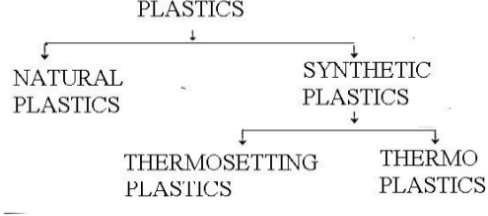 PLASTICS
NATURAL
PLASTICS
SYNTHETIC
PLASTICS
THERMOSETTING
PLASTICS
THERMO
PLASTICS